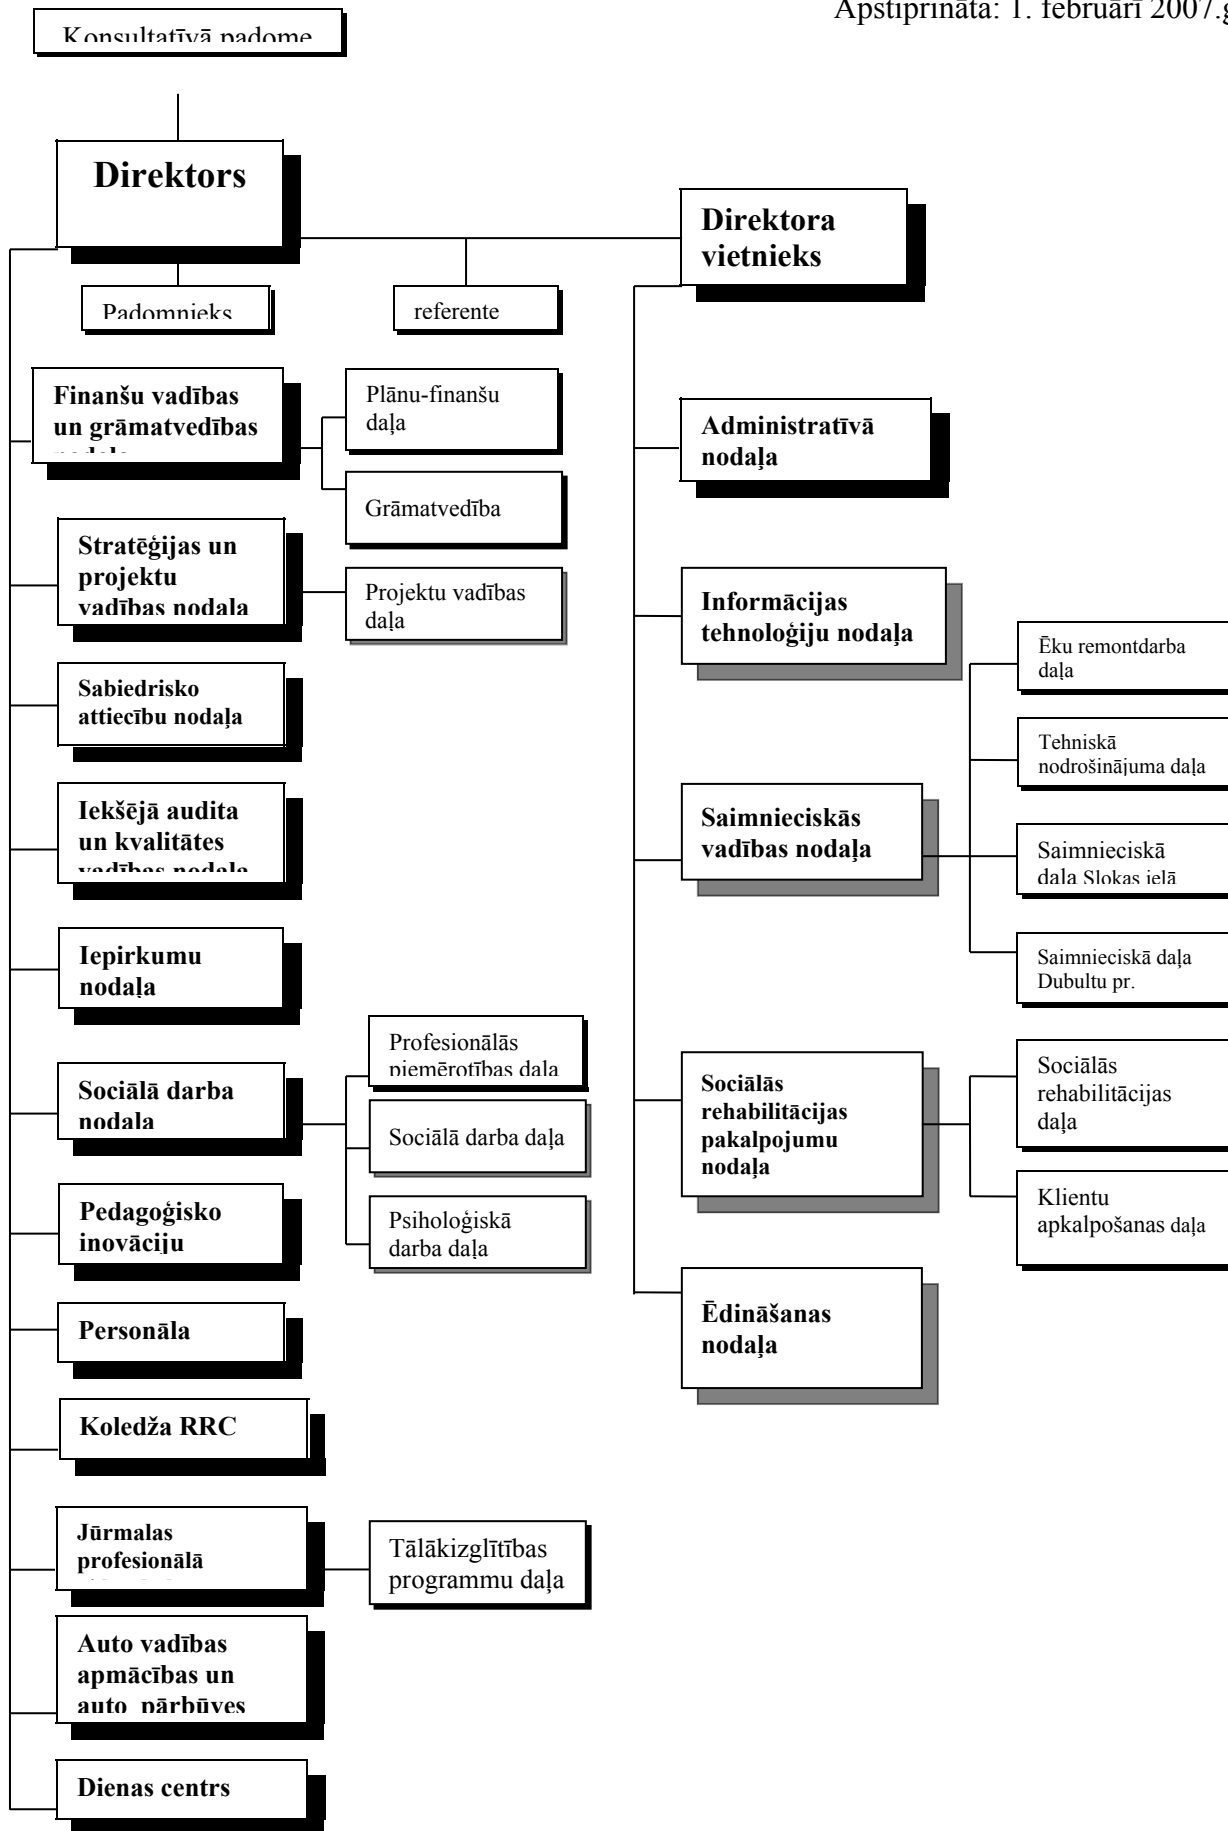 Apstiprināta: 1. februārī 2007.g
Konsultatīvā padome
Direktors
Direktora
vietnieks
Padomnieks
referente
Finanšu vadības
un grāmatvedības
nodaļa
Plānu-finanšu
daļa
Grāmatvedība
Stratēģijas un
projektu
vadības nodaļa
Projektu vadības
daļa
Sabiedrisko
attiecību nodaļa
Iekšējā audita
un kvalitātes
vadības nodaļa
Iepirkumu
nodaļa
Sociālā darba
nodaļa
Profesionālās
piemērotības daļa
Sociālā darba daļa
Psiholoģiskā
darba daļa
Pedagoģisko
inovāciju
Personāla
Koledža RRC
Jūrmalas
profesionālā
Tālākizglītības
programmu daļa
Auto vadības
apmācības un
auto pārbūves
Dienas centrs
Administratīvā
nodaļa
Informācijas
tehnoloģiju nodaļa
Saimnieciskās
vadības nodaļa
Ēku remontdarba
daļa
Tehniskā
nodrošinājuma daļa
Saimnieciskā
daļa Slokas ielā
Saimnieciskā daļa
Dubultu pr.
Sociālās
rehabilitācijas
pakalpojumu
nodaļa
Sociālās
rehabilitācijas
daļa
Klientu
apkalpošanas daļa
Ēdināšanas
nodaļa